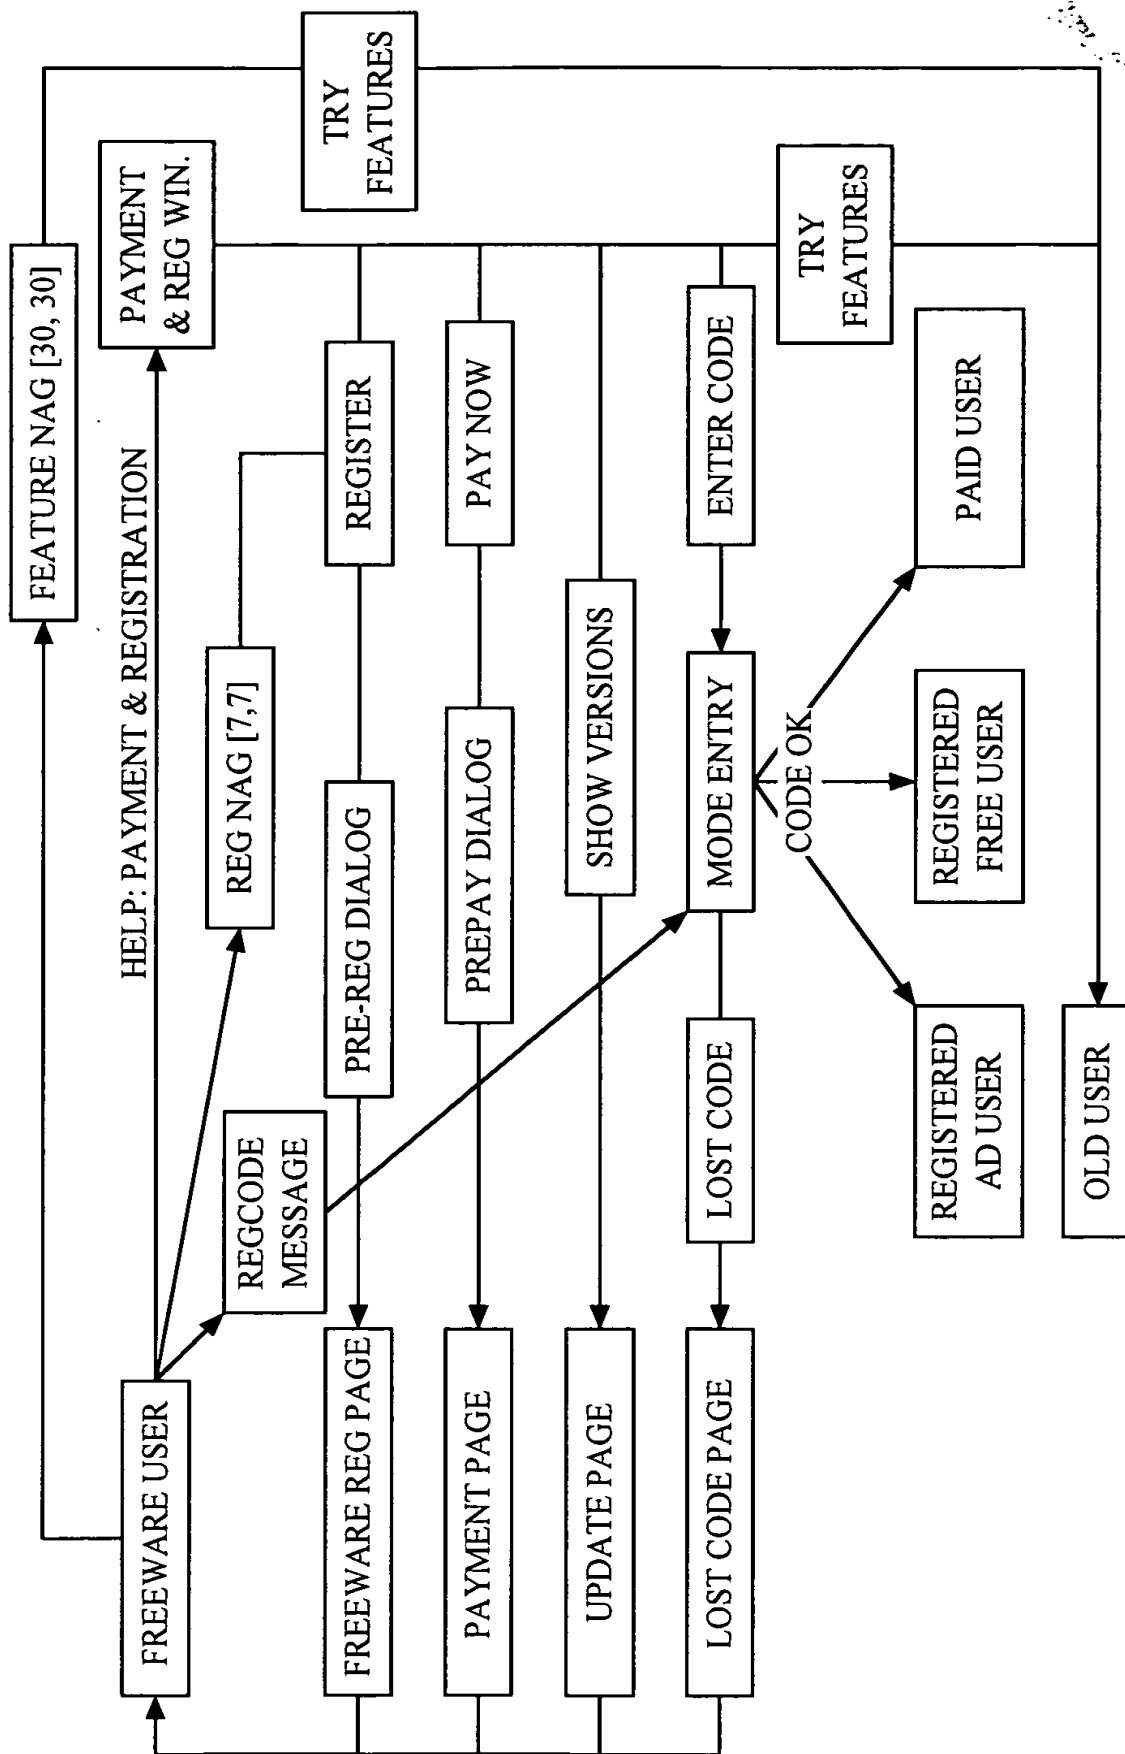 FEATURE NAG [30, 30]
TRY
FEATURES
FREEWARE USER
HELP: PAYMENT & REGISTRATION
PAYMENT
& REG WIN.
REG NAG [7,7]
REGCODE
MESSAGE
FREEWARE REG PAGE
PRE-REG DIALOG
REGISTER
PAYMENT PAGE
PREPAY DIALOG
PAY NOW
UPDATE PAGE
SHOW VERSIONS
LOST CODE PAGE
LOST CODE
MODE ENTRY
ENTER CODE
TRY
FEATURES
CODE OK
REGISTERED
AD USER
REGISTERED
FREE USER
PAID USER
OLD USER